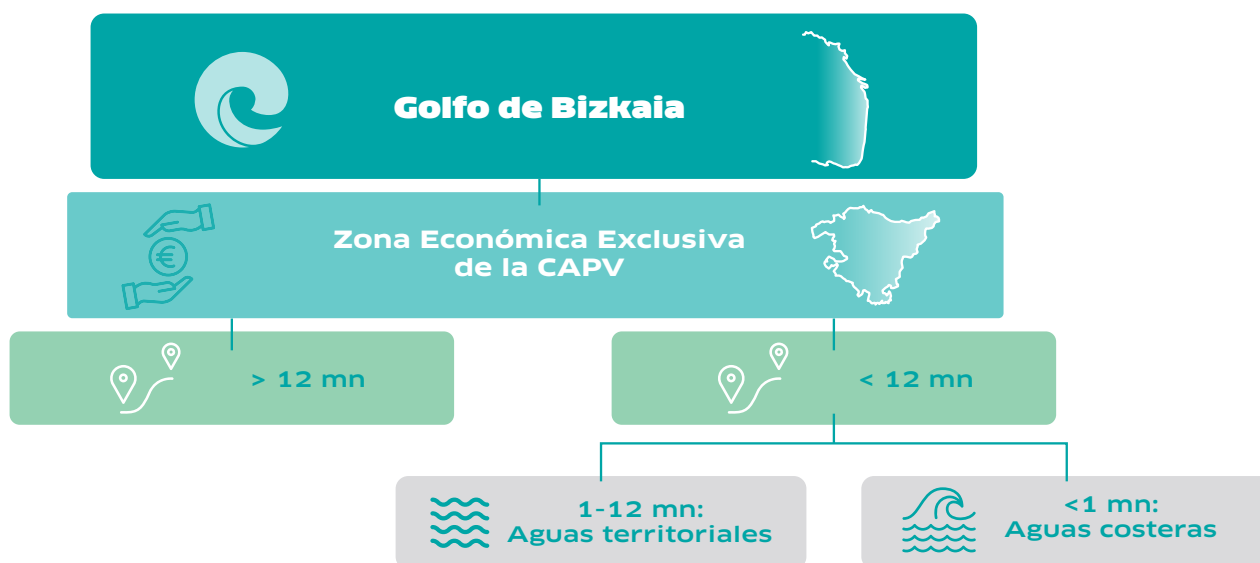 Golfo de Bizkaia
Zona Económica Exclusiva
de la CAPV
> 12 mn
< 12 mn
1-12 mn:
Aguas territoriales
<1 mn:
Aguas costeras